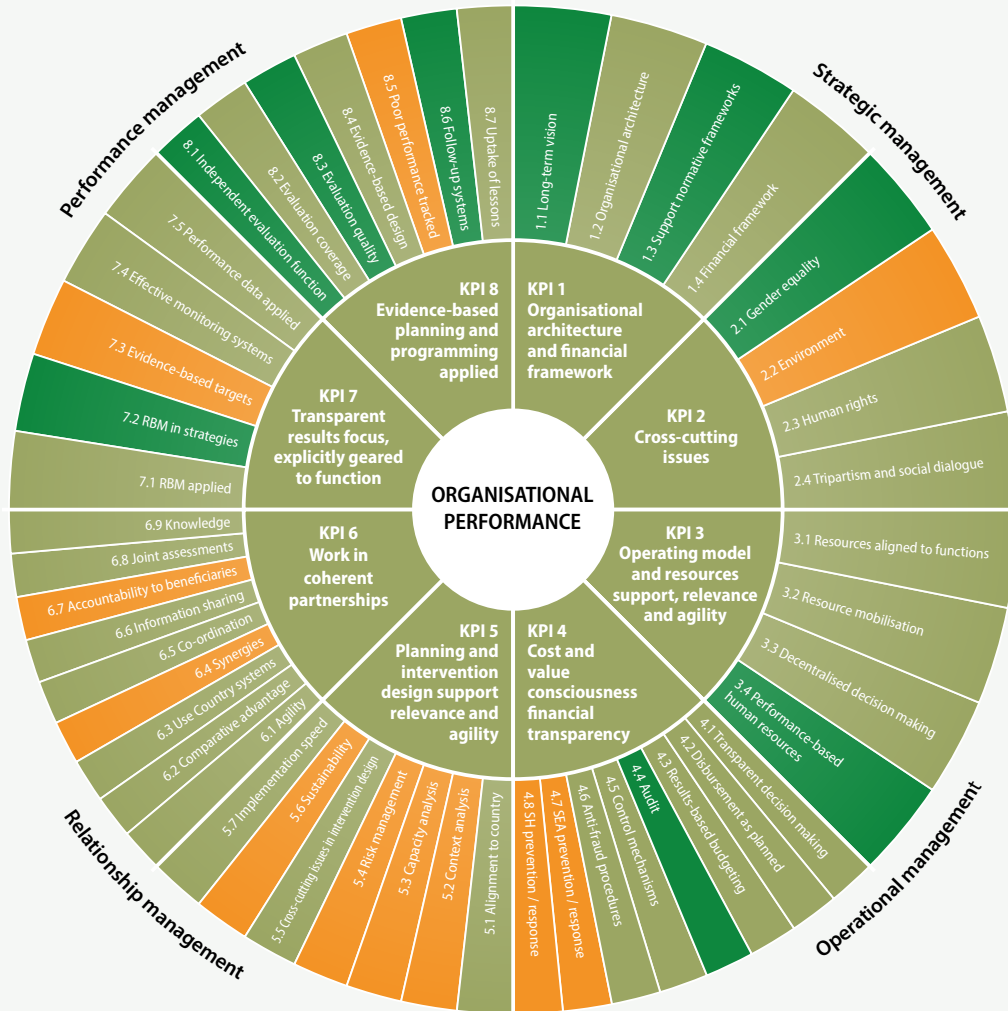 Performance management
Strategic management
Operational management
Relationship management
ORGANISATIONAL
PERFORMANCE
KPI 1
Organisational
architecture
and financial
framework
1.1 Long-term vision
1.2 Organisational architecture
1.3 Support normative frameworks
1.4 Financial framework
KPI 2
Cross-cutting
issues
2.1 Gender equality
2.2 Environment
2.3 Human rights
2.4 Tripartism and social dialogue
KPI 3
Operating model
and resources
support, relevance
and agility
3.1 Resources aligned to functions
3.2 Resource mobilisation
3.3 Decentralised decision making
3.4 Performance-based
human resources
KPI 4
Cost and
value
consciousness
financial
transparency
4.1 Transparent decision making
4.2 Disbursement as planned
4.3 Results-based budgeting
4.4 Audit
4.5 Control mechanisms
4.6 Anti-fraud procedures
4.7 SEA prevention / response
4.8 SH prevention / response
KPI 5
Planning and
intervention
design support
relevance and
agility
5.1 Alignment to country
5.2 Context analysis
5.3 Capacity analysis
5.4 Risk management
5.5 Cross-cutting issues in intervention design
5.6 Sustainability
5.7 Implementation speed
KPI 6
Work in
coherent
partnerships
6.1 Agility
6.2 Comparative advantage
6.3 Use Country systems
6.4 Synergies
6.5 Co-ordination
6.6 Information sharing
6.7 Accountability to beneficiaries
6.8 Joint assessments
6.9 Knowledge
KPI 7
Transparent
results focus,
explicitly geared
to function
7.1 RBM applied
7.2 RBM in strategies
7.3 Evidence-based targets
7.4 Effective monitoring systems
7.5 Performance data applied
KPI 8
Evidence-based
planning and
programming
applied
8.1 Independent evaluation function
8.2 Evaluation coverage
8.3 Evaluation quality
8.4 Evidence-based design
8.5 Poor performance tracked
8.6 Follow-up systems
8.7 Uptake of lessons